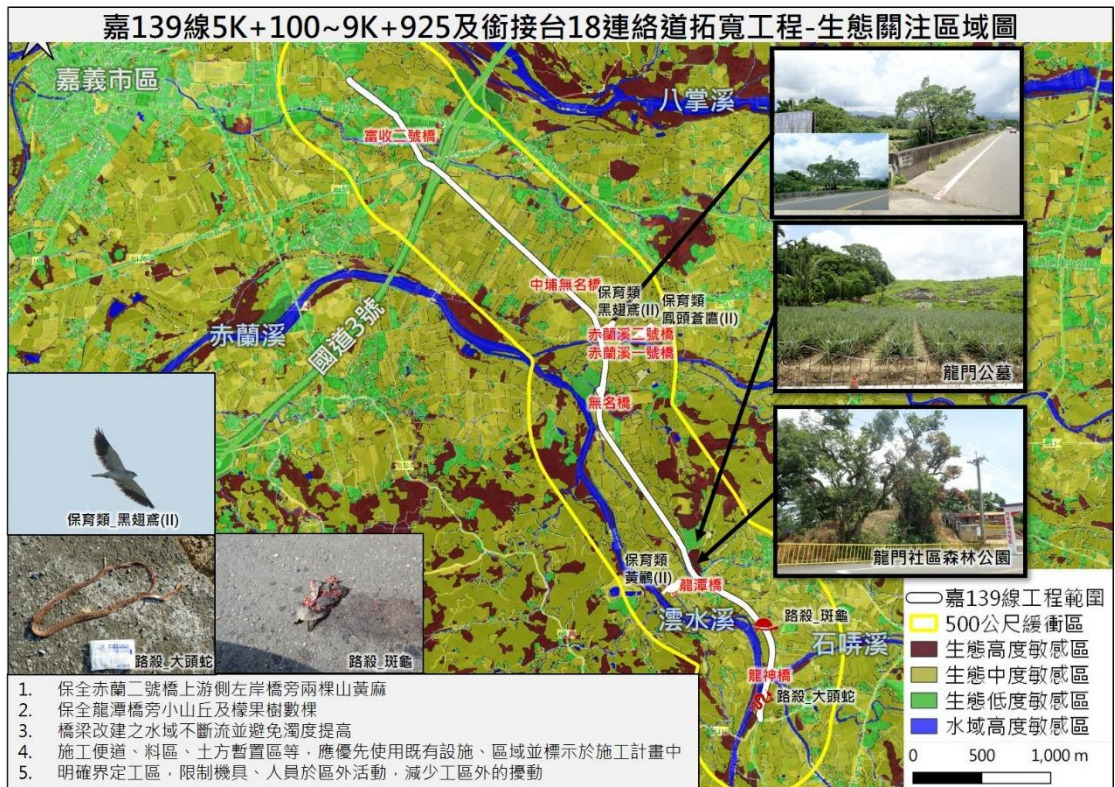 嘉139線5K+100~9K+925及銜接台18連絡道拓寬工程-生態關注區域圖
嘉義市區
八掌溪
富收二號橋
中埔無名橋
保育類
黑翅鳶(II)
保育類
鳳頭蒼鷹(II)
赤蘭溪二號橋
赤蘭溪一號橋
赤蘭溪
國道3號
無名橋
龍門公墓
龍門社區森林公園
保育類_黑翅鳶(II)
路殺_大頭蛇
路殺_斑龜
保育類
黃鸝(II)
龍潭橋
澐水溪
路殺_斑龜
石哢溪
龍神橋
路殺_大頭蛇
嘉139線工程範圍
500公尺緩衝區
生態高度敏感區
生態中度敏感區
生態低度敏感區
水域高度敏感區
0 500 1,000 m
1. 保全赤蘭二號橋上游側左岸橋旁兩棵山黃麻
2. 保全龍潭橋旁小山丘及檬果樹數棵
3. 橋梁改建之水域不斷流並避免濁度提高
4. 施工便道、料區、土方暫置區等，應優先使用既有設施、區域並標示於施工計畫中
5. 明確界定工區，限制機具、人員於區外活動，減少工區外的擾動